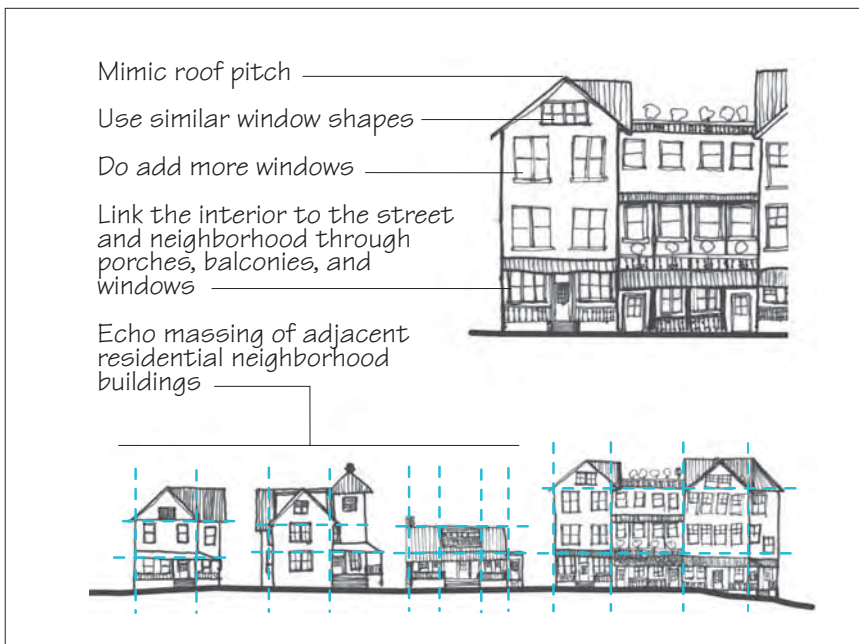 Mimic roof pitch
Use similar window shapes
Do add more windows
Link the interior to the street
and neighborhood through
porches, balconies, and
windows
Echo massing of adjacent
residential neighborhood
buildings